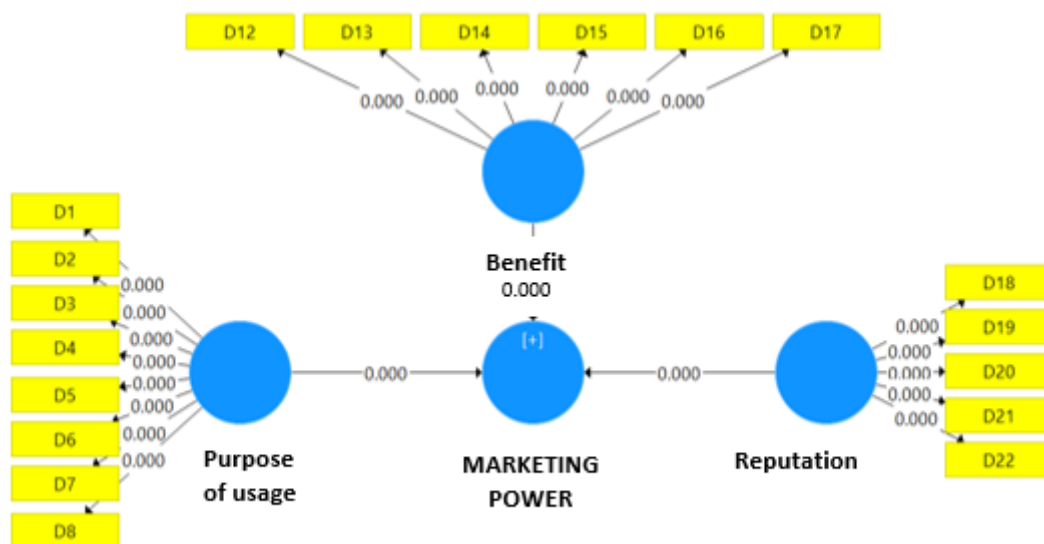 D12
D13
D14
D15
D16
D17
0.000
0.000
0.000
0.000
0.000
0.000
Benefit
0.000
D1
D2
D3
D4
D5
D6
D7
D8
0.000
0.000
0.000
0.000
0.000
0.000
0.000
0.000
[+]
0.000
D18
D19
D20
D21
D22
0.000
0.000
0.000
0.000
0.000
Purpose
of usage
MARKETING
POWER
Reputation